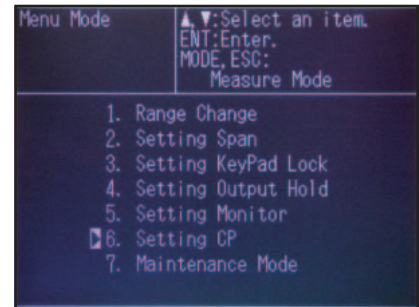 Menu Mode
▲,▼:Select an item.
ENT:Enter.
MODE,ESC:
Measure Mode
1. Range Change
2. Setting Span
3. Setting KeyPad Lock
4. Setting Output Hold
5. Setting Monitor
6. Setting CP
7. Maintenance Mode